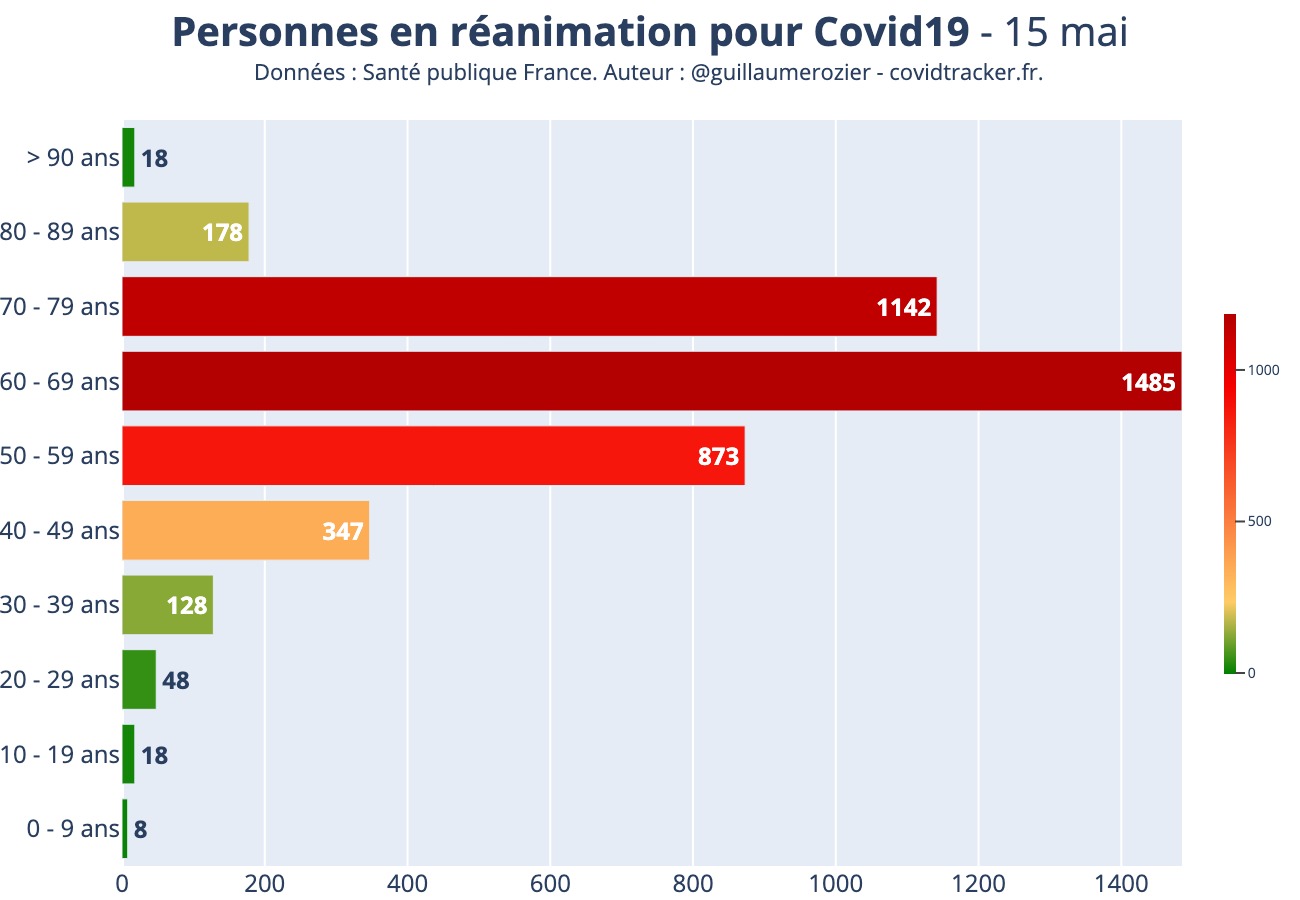 Personnes en réanimation pour Covid19 - 15 mai
Données : Santé publique France. Auteur : @guillaumerozier - covidtracker.fr.
> 90 ans 18
80 - 89 ans 178
70 - 79 ans 1142
60 - 69 ans 1485
50 - 59 ans 873
40 - 49 ans 347
30 - 39 ans 128
20 - 29 ans 48
10 - 19 ans 18
0 - 9 ans 8
0 200 400 600 800 1000 1200 1400
1000
500
0